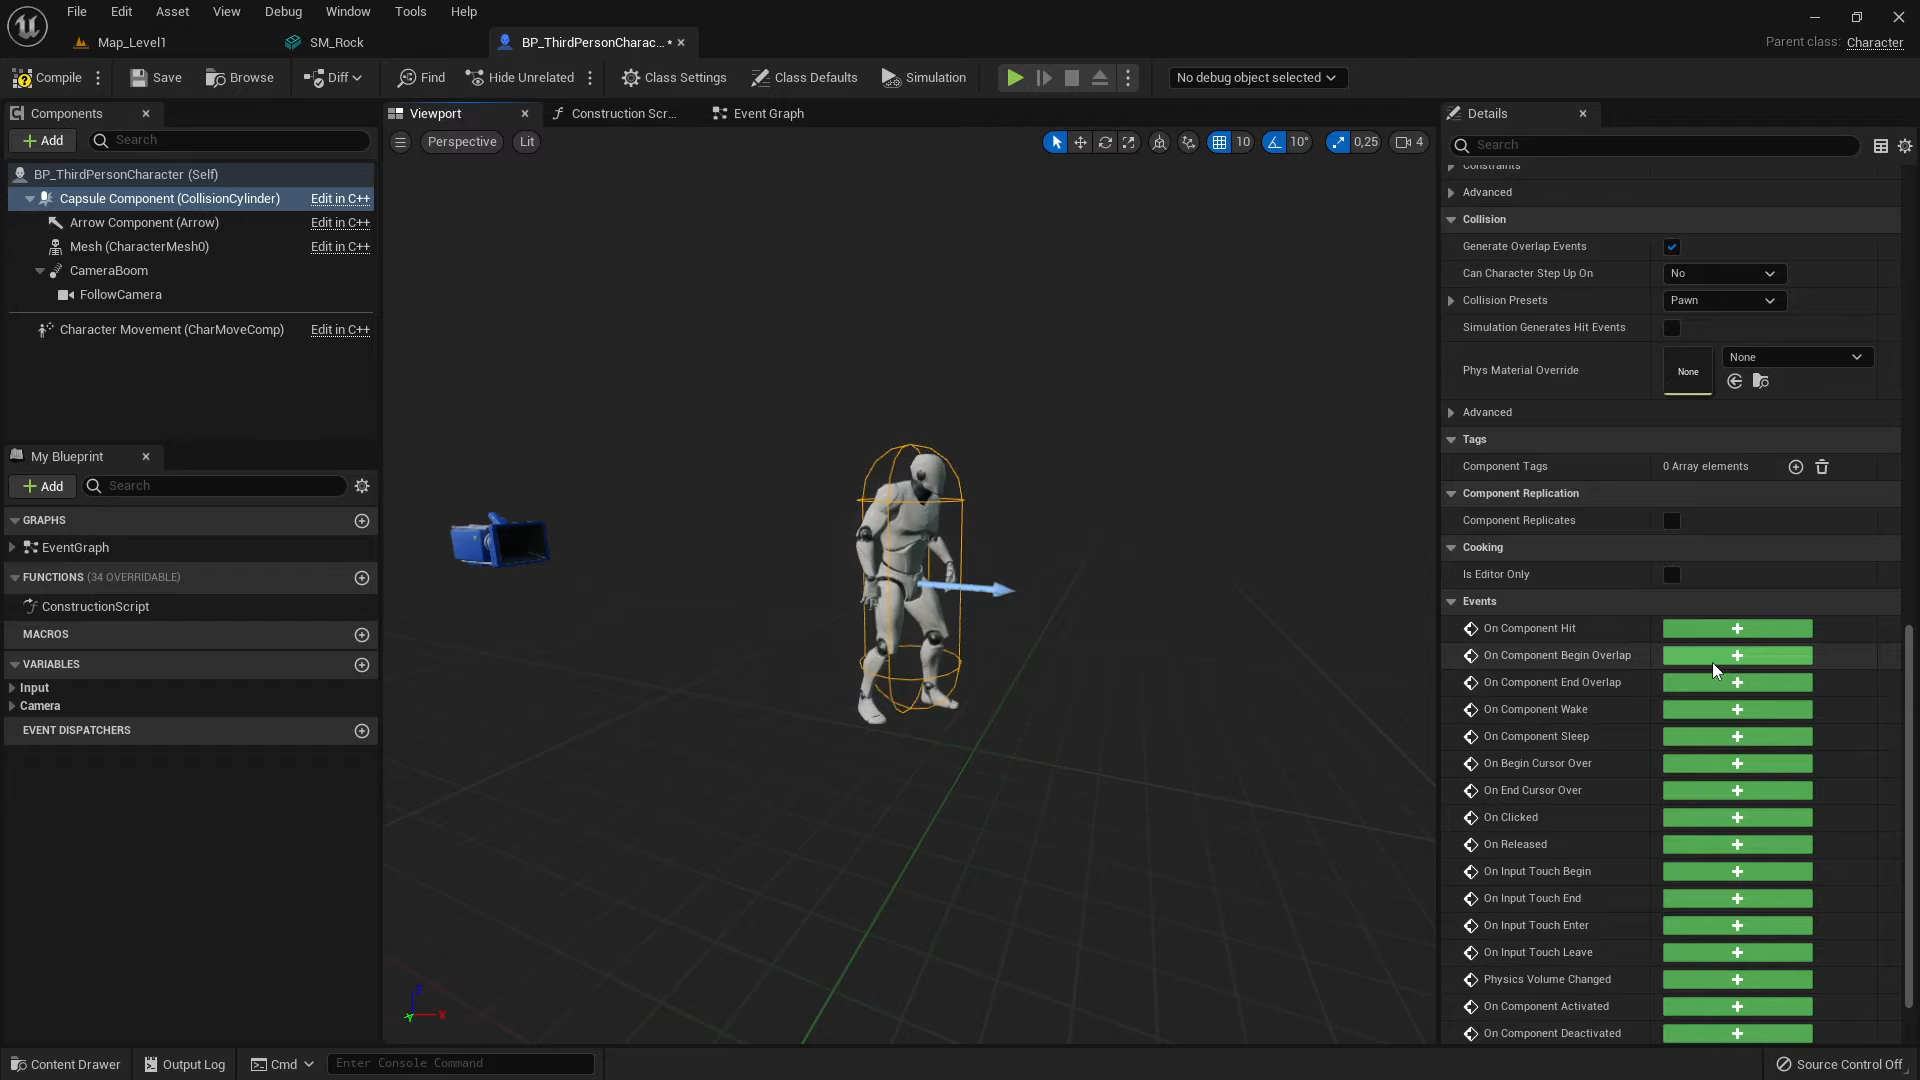 File Edit Asset View Debug Window Tools Help
Map_Level1 SM_Rock BP_ThirdPersonCharac... •
Parent class: Character
Compile Save Browse Diff Find Hide Unrelated Class Settings Class Defaults Simulation No debug object selected
Components
Add Search
BP_ThirdPersonCharacter (Self)
Capsule Component (CollisionCylinder) Edit in C++
Arrow Component (Arrow) Edit in C++
Mesh (CharacterMesh0) Edit in C++
CameraBoom
FollowCamera
Character Movement (CharMoveComp) Edit in C++
My Blueprint
Add Search
GRAPHS
EventGraph
FUNCTIONS (34 OVERRIDABLE)
ConstructionScript
MACROS
VARIABLES
Input
Camera
EVENT DISPATCHERS
Viewport Construction Scr... Event Graph
Perspective Lit 10 10° 0,25 4
Z
X
Y
Details
Search
Constraints
Advanced
Collision
Generate Overlap Events
Can Character Step Up On No
Collision Presets Pawn
Simulation Generates Hit Events
Phys Material Override None None
Advanced
Tags
Component Tags 0 Array elements
Component Replication
Component Replicates
Cooking
Is Editor Only
Events
On Component Hit
On Component Begin Overlap
On Component End Overlap
On Component Wake
On Component Sleep
On Begin Cursor Over
On End Cursor Over
On Clicked
On Released
On Input Touch Begin
On Input Touch End
On Input Touch Enter
On Input Touch Leave
Physics Volume Changed
On Component Activated
On Component Deactivated
Content Drawer Output Log Cmd Enter Console Command Source Control Off